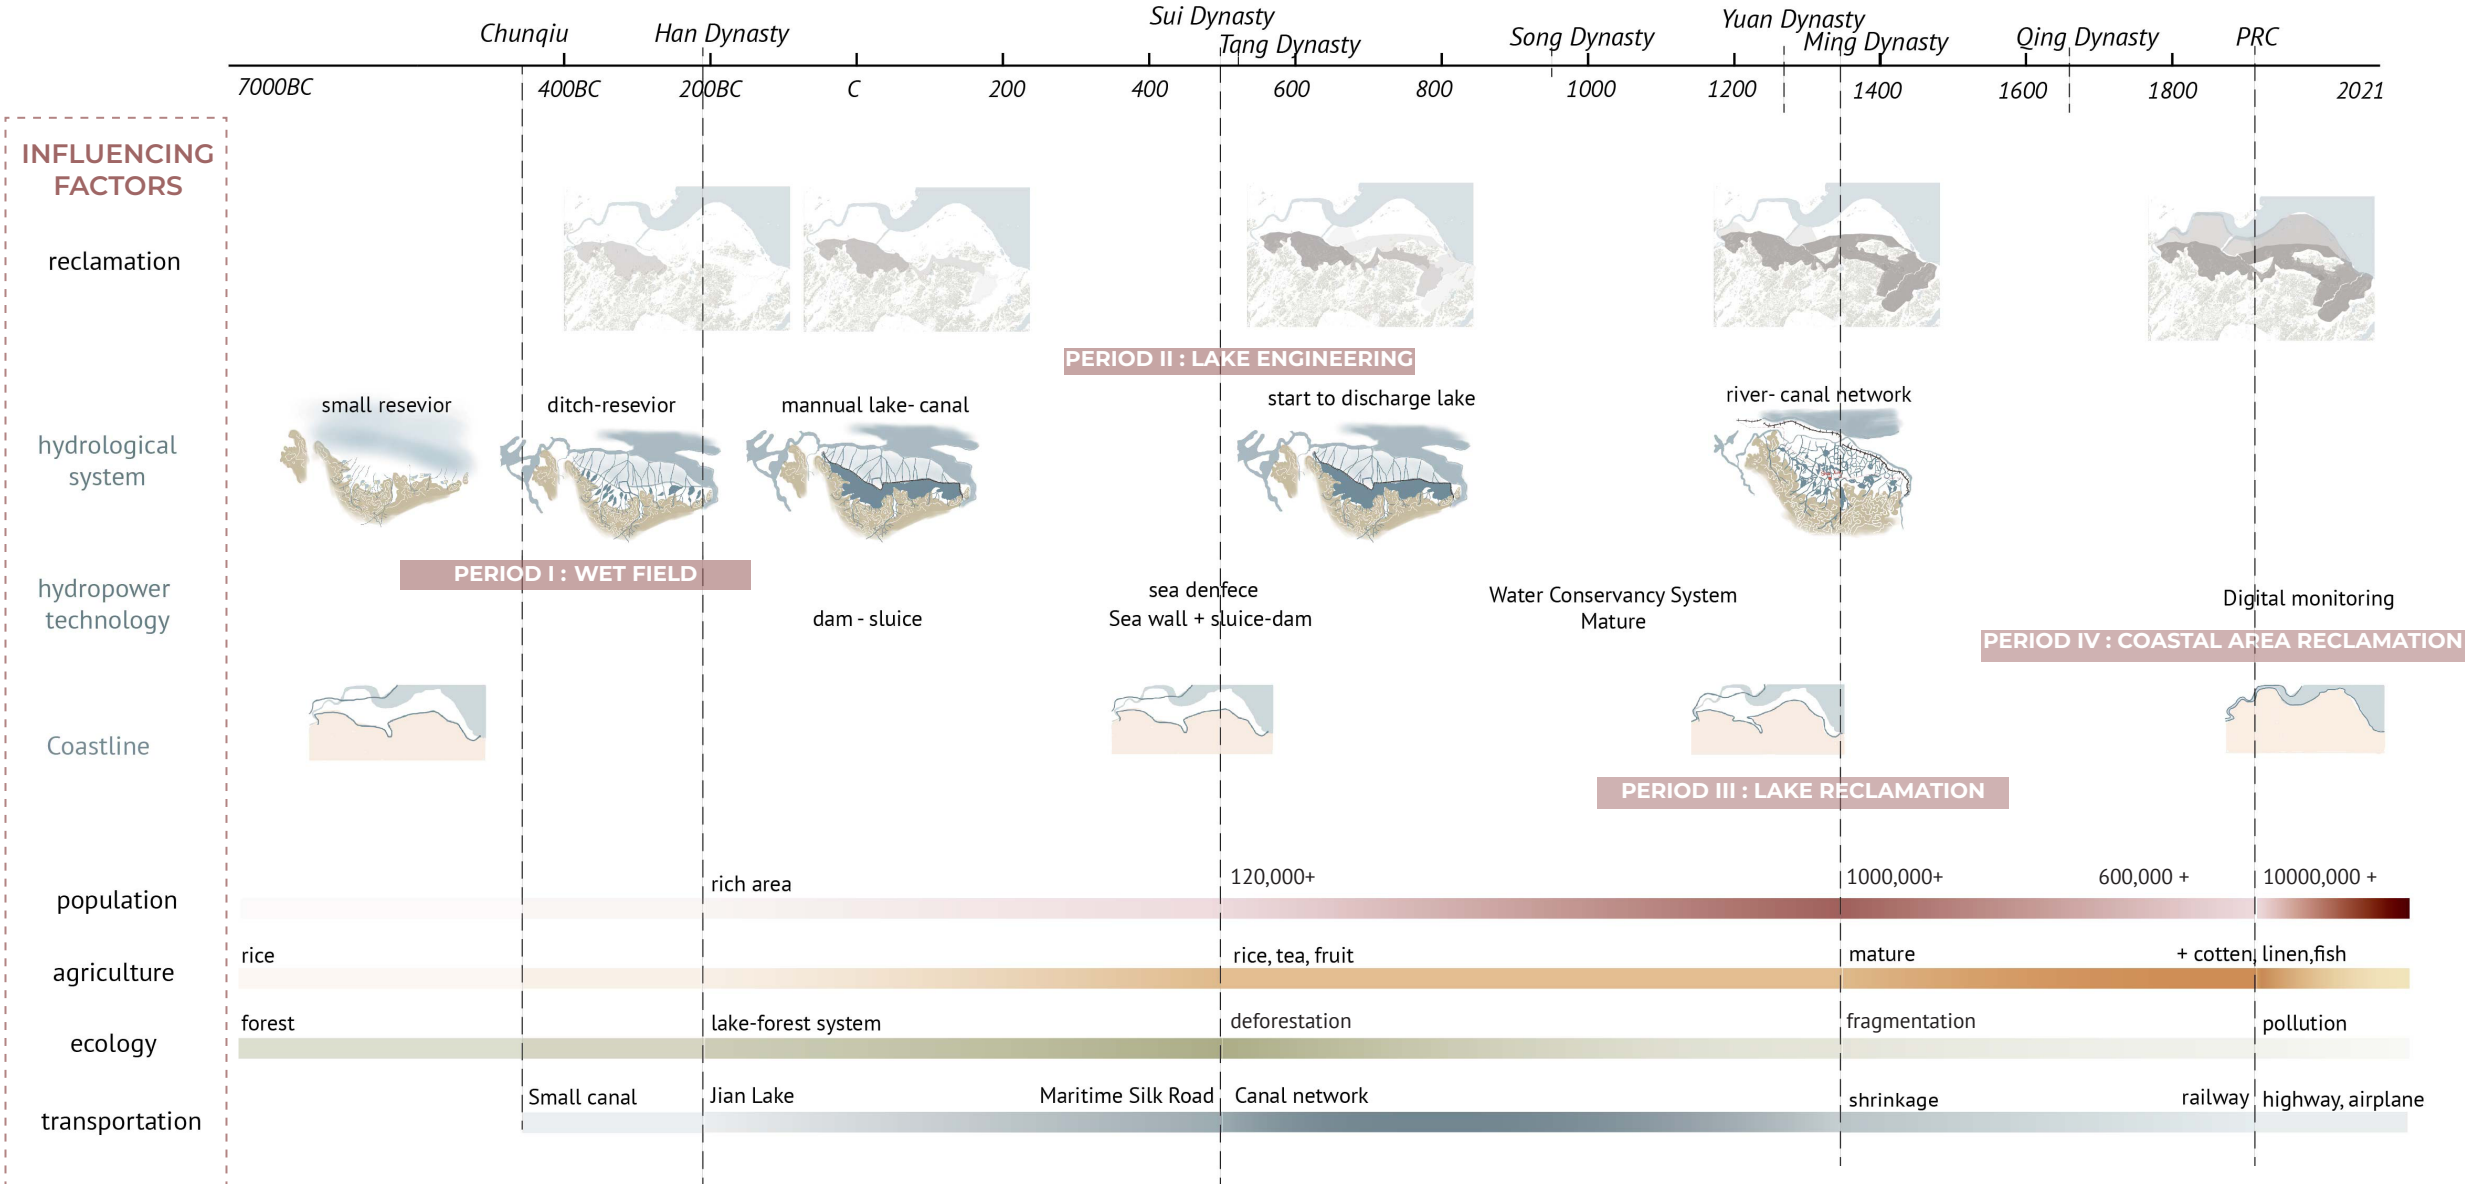 Sui Dynasty
Yuan Dynasty
Chunqiu
Han Dynasty
Tang Dynasty
Song Dynasty
Ming Dynasty
Qing Dynasty
PRC
7000BC
400BC
200BC
C
200
400
600
800
1000
1200
1400
1600
1800
2021
INFLUENCING
FACTORS
reclamation
PERIOD II : LAKE ENGINEERING
hydrological
system
small resevior
ditch-resevior
mannual lake- canal
start to discharge lake
river- canal network
PERIOD I : WET FIELD
hydropower
technology
dam - sluice
sea denfece
Sea wall + sluice-dam
Water Conservancy System
Mature
Digital monitoring
PERIOD IV : COASTAL AREA RECLAMATION
Coastline
PERIOD III : LAKE RECLAMATION
population
rich area
120,000+
1000,000+
600,000 +
10000,000 +
agriculture
rice
rice, tea, fruit
mature
+ cotten, linen,fish
ecology
forest
lake-forest system
deforestation
fragmentation
pollution
transportation
Small canal
Jian Lake
Maritime Silk Road
Canal network
shrinkage
railway
highway, airplane